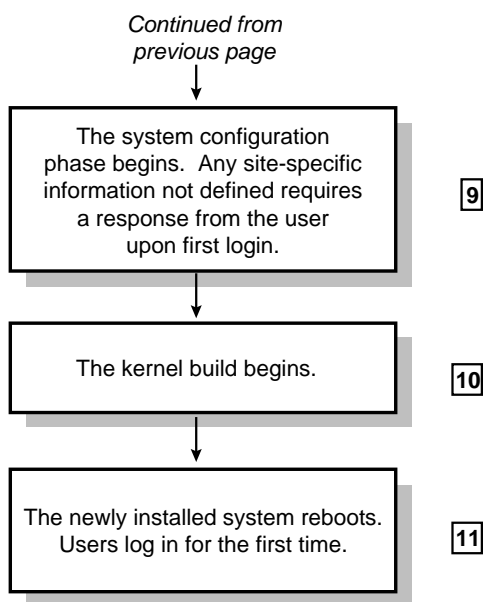 Continued from
previous page
The system configuration
phase begins. Any site-specific
information not defined requires
a response from the user
upon first login.
9
The kernel build begins.
10
The newly installed system reboots.
Users log in for the first time.
11